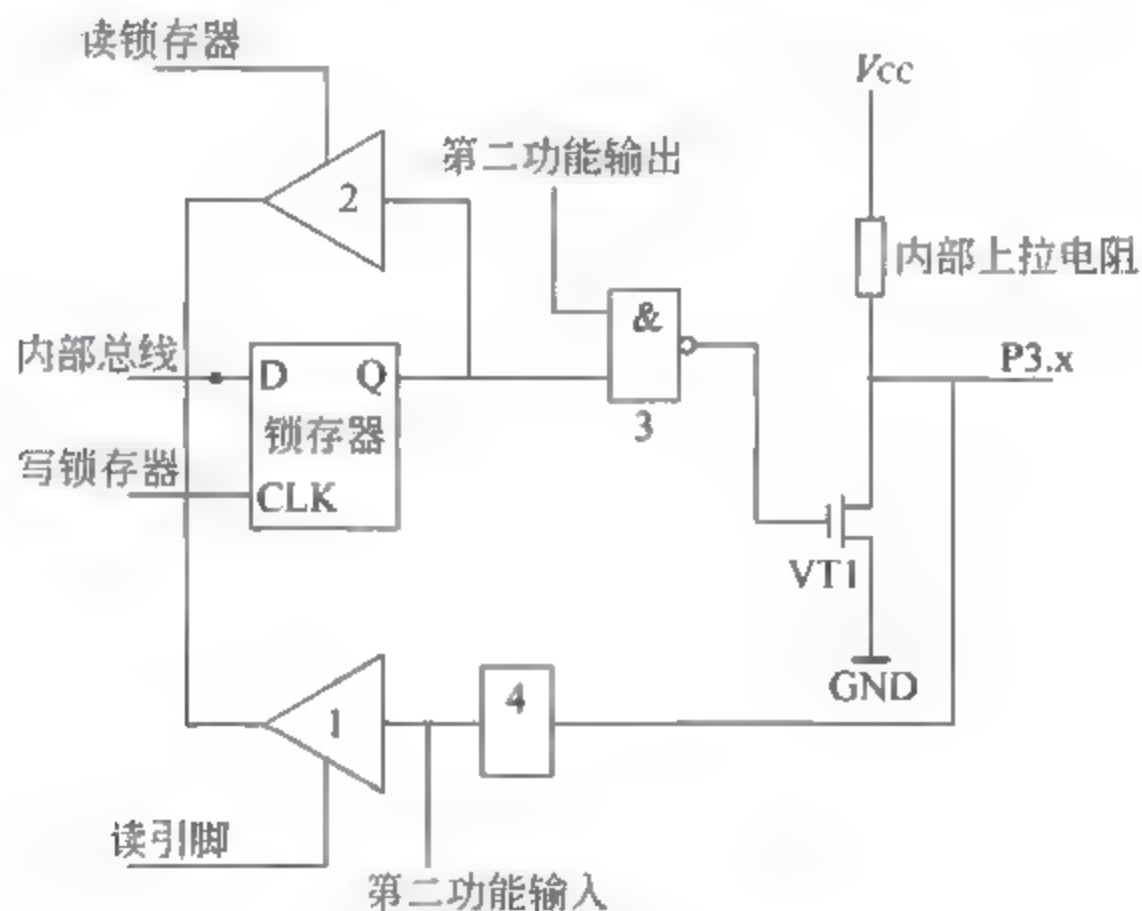 读锁存器
Vcc
第二功能输出
2
内部上拉电阻
&
内部总线
D
Q
P3.x
锁存器
3
写锁存器
CLK
VT1
4
GND
1
读引脚
第二功能输入